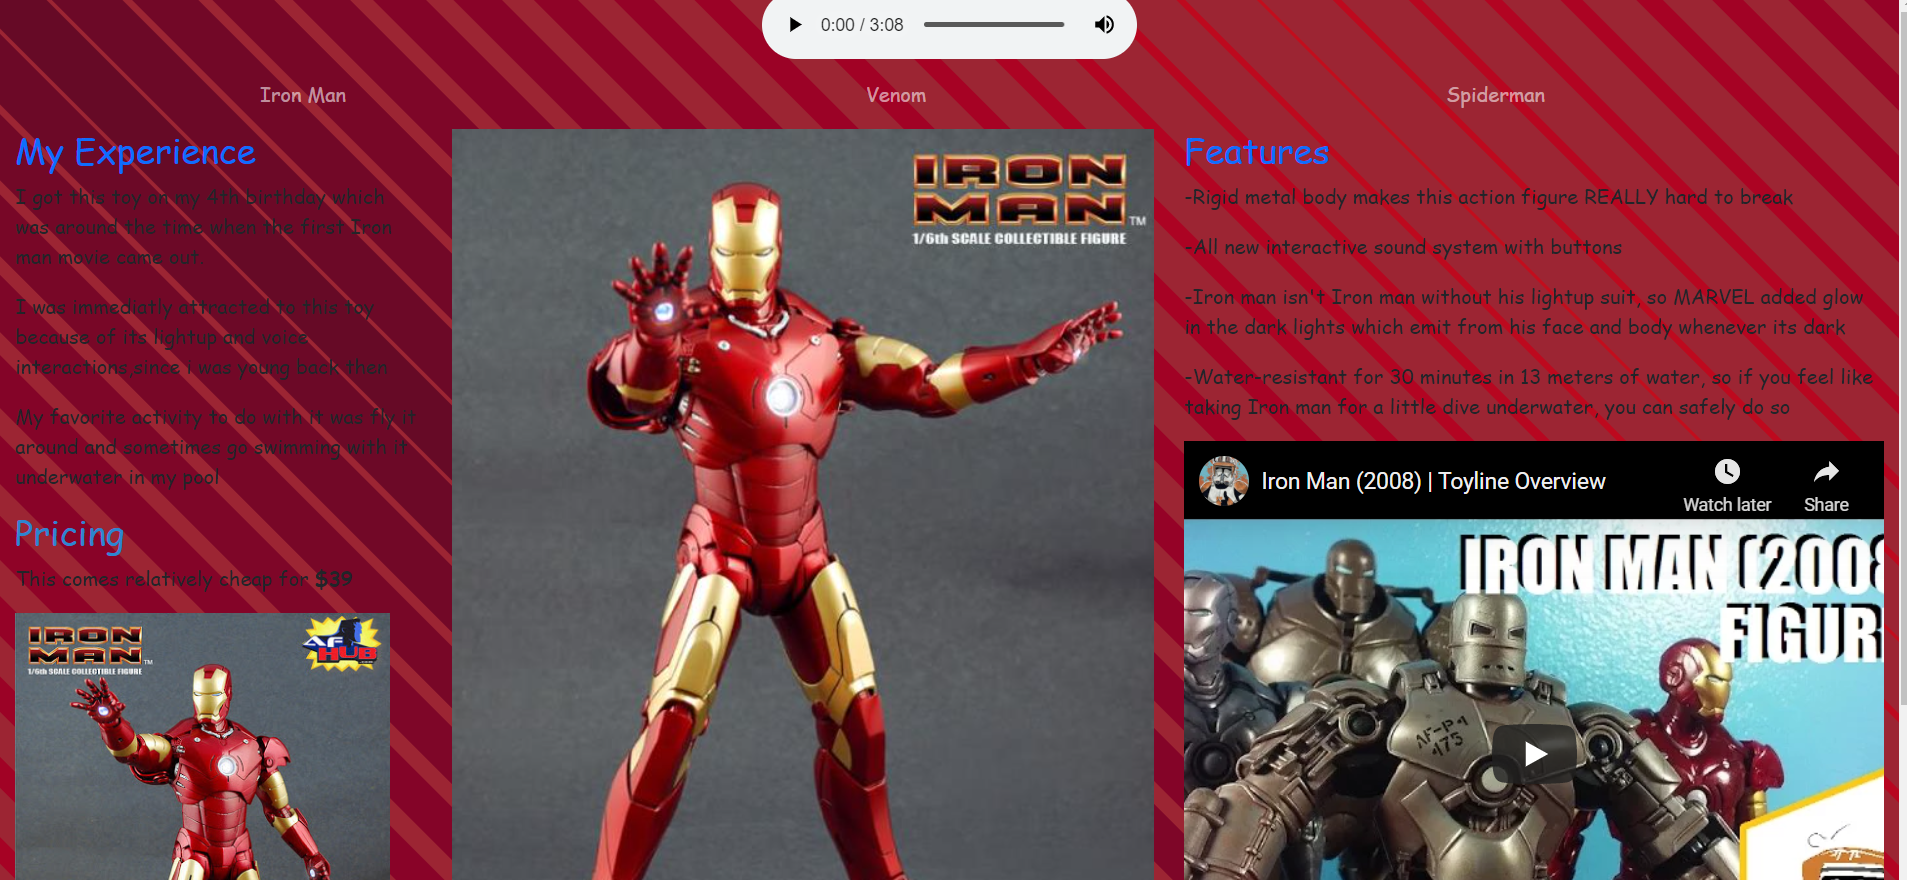 0:00 / 3:08
Iron Man
Venom
Spiderman
My Experience
I got this toy on my 4th birthday which
was around the time when the first Iron
man movie came out.
I was immediatly attracted to this toy
because of its lightup and voice
interactions,since i was young back then
My favorite activity to do with it was fly it
around and sometimes go swimming with it
underwater in my pool
Pricing
This comes relatively cheap for $39
IRON
MAN™
1/6th SCALE COLLECTIBLE FIGURE
AF
HUB
IRON
MAN™
1/6th SCALE COLLECTIBLE FIGURE
Features
-Rigid metal body makes this action figure REALLY hard to break
-All new interactive sound system with buttons
-Iron man isn't Iron man without his lightup suit, so MARVEL added glow
in the dark lights which emit from his face and body whenever its dark
-Water-resistant for 30 minutes in 13 meters of water, so if you feel like
taking Iron man for a little dive underwater, you can safely do so
Iron Man (2008) | Toyline Overview
Watch later
Share
IRON MAN (2008
FIGUR
AF-P-1
475